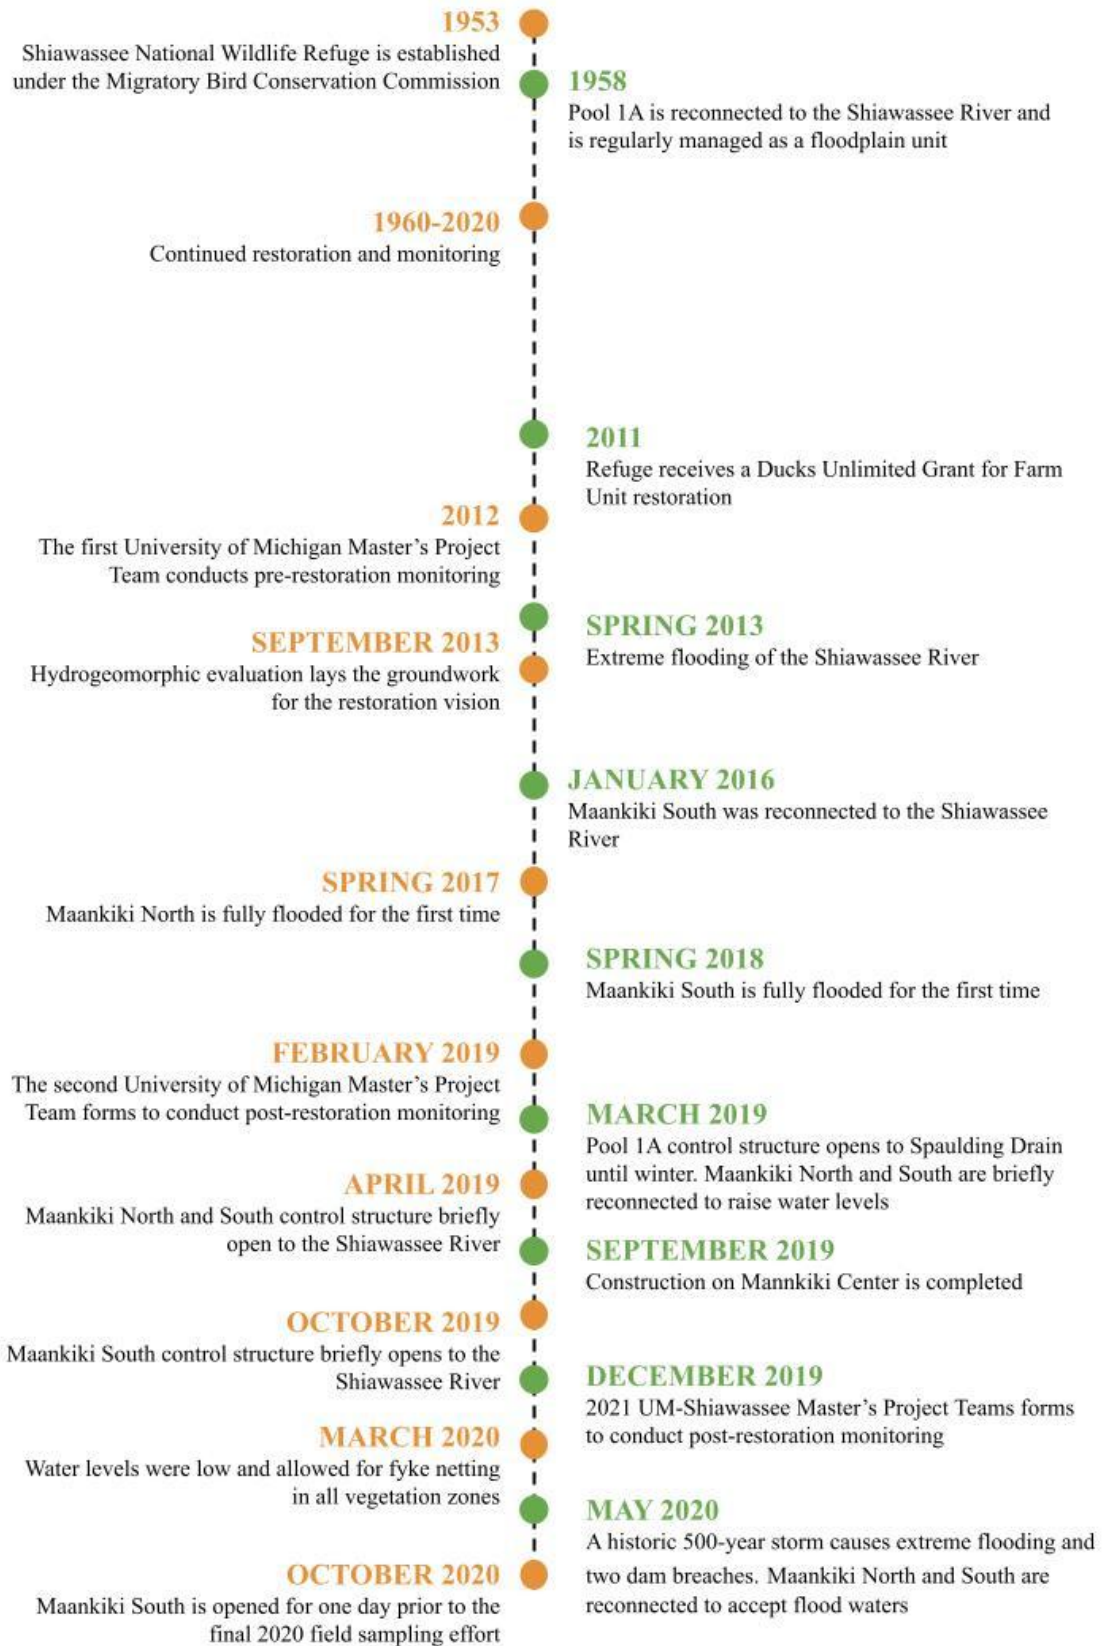 1953
Shiawassee National Wildlife Refuge is established
under the Migratory Bird Conservation Commission
1958
Pool 1A is reconnected to the Shiawassee River and
is regularly managed as a floodplain unit
1960-2020
Continued restoration and monitoring
2011
Refuge receives a Ducks Unlimited Grant for Farm
Unit restoration
2012
The first University of Michigan Master's Project
Team conducts pre-restoration monitoring
SPRING 2013
Extreme flooding of the Shiawassee River
SEPTEMBER 2013
Hydrogeomorphic evaluation lays the groundwork
for the restoration vision
JANUARY 2016
Maankiki South was reconnected to the Shiawassee
River
SPRING 2017
Maankiki North is fully flooded for the first time
SPRING 2018
Maankiki South is fully flooded for the first time
FEBRUARY 2019
The second University of Michigan Master's Project
Team forms to conduct post-restoration monitoring
MARCH 2019
Pool 1A control structure opens to Spaulding Drain
until winter. Maankiki North and South are briefly
reconnected to raise water levels
APRIL 2019
Maankiki North and South control structure briefly
open to the Shiawassee River
SEPTEMBER 2019
Construction on Mannkiki Center is completed
OCTOBER 2019
Maankiki South control structure briefly opens to the
Shiawassee River
DECEMBER 2019
2021 UM-Shiawassee Master's Project Teams forms
to conduct post-restoration monitoring
MARCH 2020
Water levels were low and allowed for fyke netting
in all vegetation zones
MAY 2020
A historic 500-year storm causes extreme flooding and
two dam breaches. Maankiki North and South are
reconnected to accept flood waters
OCTOBER 2020
Maankiki South is opened for one day prior to the
final 2020 field sampling effort